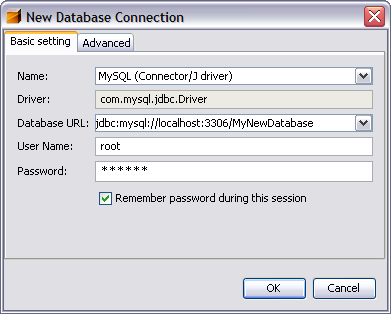 New Database Connection
Basic setting
Advanced
Name: MySQL (Connector/J driver)
Driver: com.mysql.jdbc.Driver
Database URL: jdbc:mysql://localhost:3306/MyNewDatabase
User Name: root
Password: ******
Remember password during this session
OK
Cancel